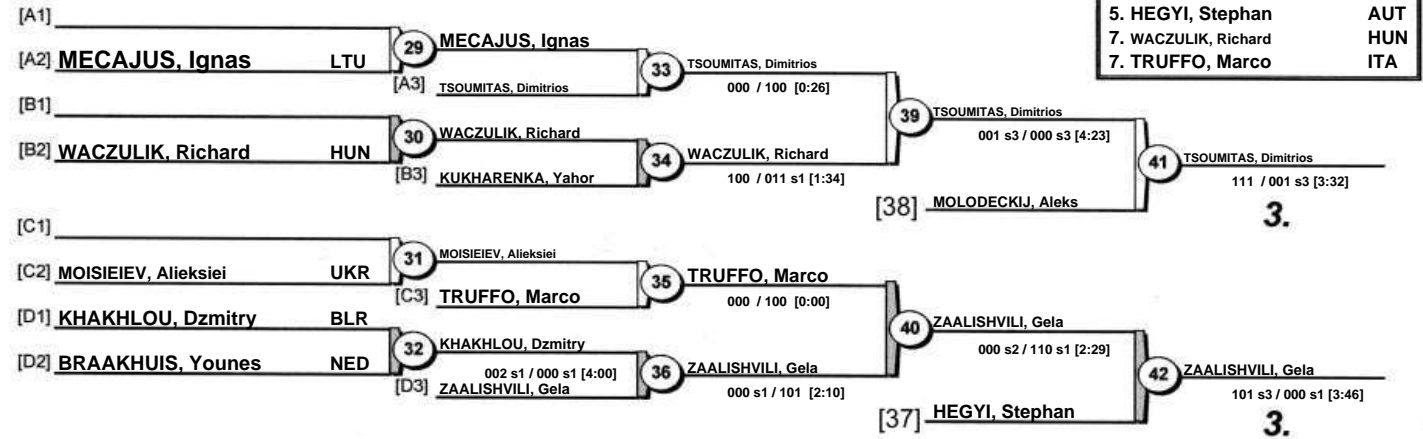 [A1]
[A2] MECAJUS, Ignas LTU
[B1]
[B2] WACZULIK, Richard HUN
[C1]
[C2] MOISIEIEV, Alieksiei UKR
[D1] KHAKHLOU, Dzmitry BLR
[D2] BRAAKHUIS, Younes NED
29
30
31
32
MECAJUS, Ignas
[A3] TSOUMITAS, Dimitrios
WACZULIK, Richard
[B3] KUKHARENKA, Yahor
MOISIEIEV, Alieksiei
[C3] TRUFFO, Marco
KHAKHLOU, Dzmitry
002 s1 / 000 s1 [4:00]
[D3] ZAALISHVILI, Gela
33
34
35
36
TSOUMITAS, Dimitrios
000 / 100 [0:26]
WACZULIK, Richard
100 / 011 s1 [1:34]
TRUFFO, Marco
000 / 100 [0:00]
ZAALISHVILI, Gela
000 s1 / 101 [2:10]
39
40
TSOUMITAS, Dimitrios
001 s3 / 000 s3 [4:23]
[38] MOLODECKIJ, Aleks
ZAALISHVILI, Gela
000 s2 / 110 s1 [2:29]
[37] HEGYI, Stephan
41
42
TSOUMITAS, Dimitrios
111 / 001 s3 [3:32]
3.
ZAALISHVILI, Gela
101 s3 / 000 s1 [3:46]
3.
5. HEGYI, Stephan AUT
7. WACZULIK, Richard HUN
7. TRUFFO, Marco ITA